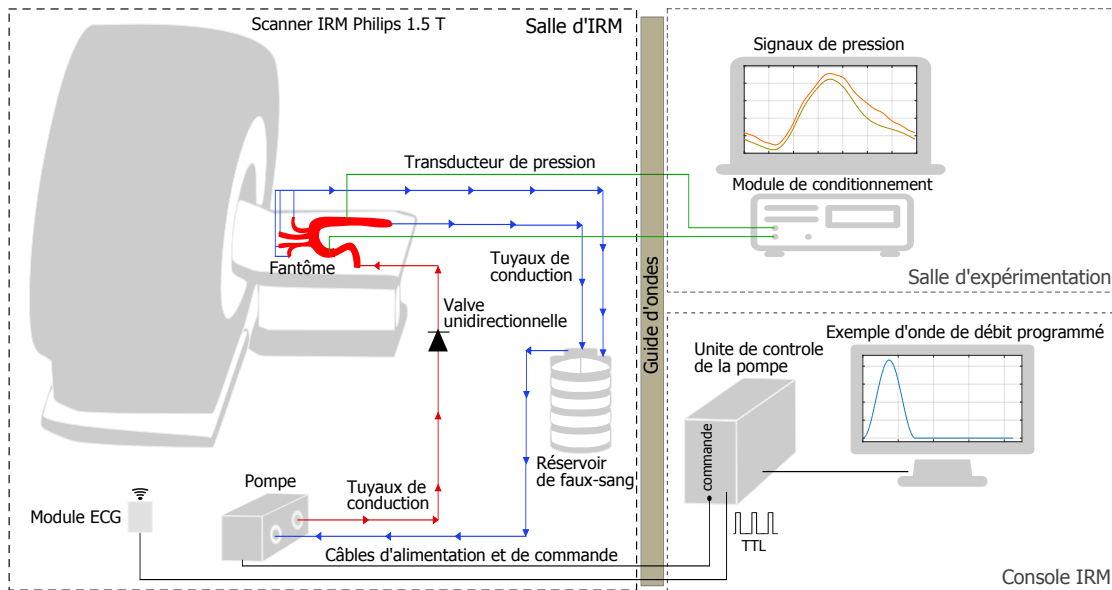 Scanner IRM Philips 1.5 T
Salle d'IRM
Signaux de pression
Transducteur de pression
Module de conditionnement
Fantôme
Tuyaux de
conduction
Salle d'expérimentation
Valve
unidirectionnelle
Guide d'ondes
Exemple d'onde de débit programmé
Unite de controle
de la pompe
commande
Réservoir
de faux-sang
Pompe
Tuyaux de
conduction
Module ECG
TTL
Câbles d'alimentation et de commande
Console IRM